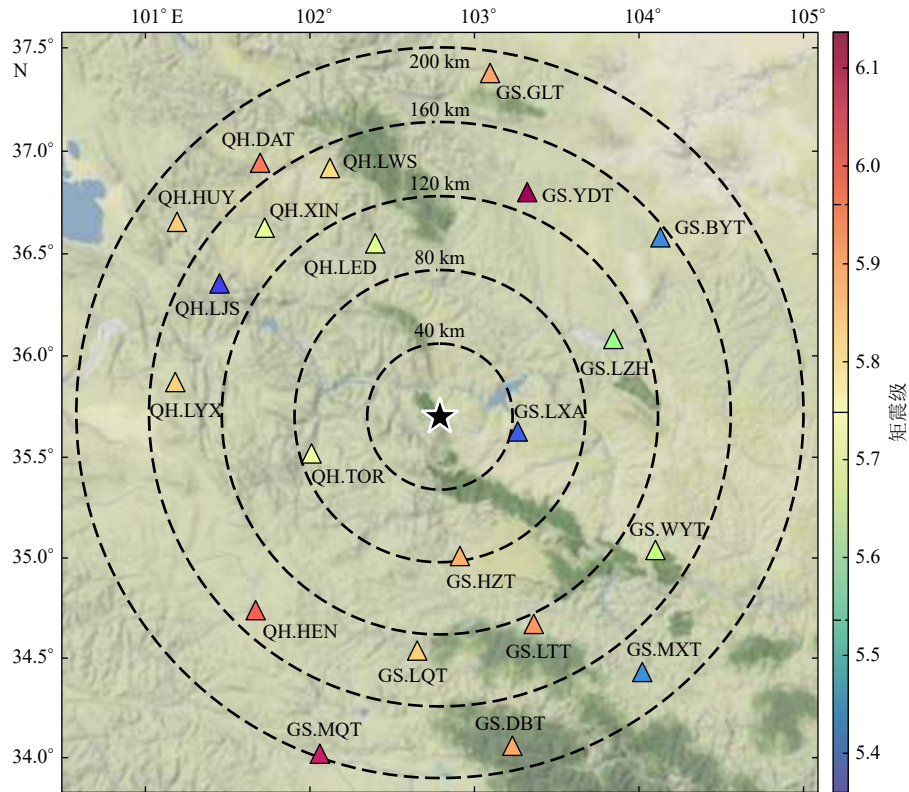 101° E
102°
103°
104°
105°
37.5°
N
37.0°
36.5°
36.0°
35.5°
35.0°
34.5°
34.0°
200 km
160 km
120 km
80 km
40 km
GS.GLT
QH.DAT
QH.LWS
QH.HUY
QH.XIN
GS.YDT
GS.BYT
QH.LED
QH.LJS
GS.LZH
QH.LYX
GS.LXA
QH.TOR
GS.WYT
GS.HZT
QH.HEN
GS.LTT
GS.LQT
GS.MXT
GS.MQT
GS.DBT
6.1
6.0
5.9
5.8
5.7
5.6
5.5
5.4
矩震级